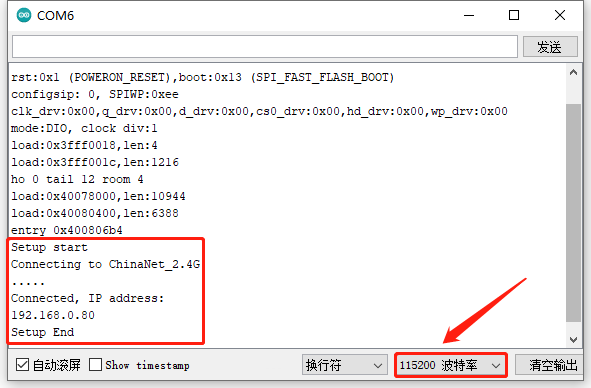 COM6
发送
rst:0x1 (POWERON_RESET),boot:0x13 (SPI_FAST_FLASH_BOOT)
configsip: 0, SPIWP:0xee
clk_drv:0x00,q_drv:0x00,d_drv:0x00,cs0_drv:0x00,hd_drv:0x00,wp_drv:0x00
mode:DIO, clock div:1
load:0x3fff0018,len:4
load:0x3fff001c,len:1216
ho 0 tail 12 room 4
load:0x40078000,len:10944
load:0x40080400,len:6388
entry 0x400806b4
Setup start
Connecting to ChinaNet_2.4G
.....
Connected, IP address:
192.168.0.80
Setup End
自动滚屏 Show timestamp 换行符 115200 波特率 清空输出